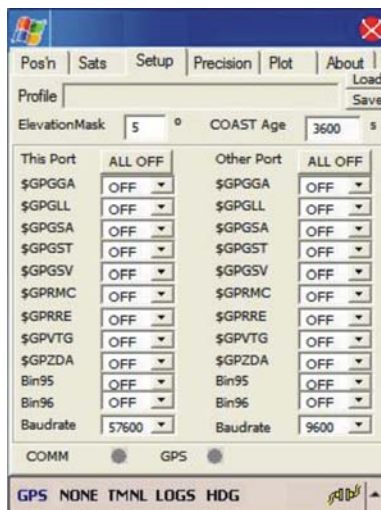 Pos'n Sats Setup Precision Plot About
Load
Profile
Save
ElevationMask 5 ° COAST Age 3600 s
This Port ALL OFF Other Port ALL OFF
$GPGGA OFF $GPGGA OFF
$GPGLL OFF $GPGLL OFF
$GPGSA OFF $GPGSA OFF
$GPGST OFF $GPGST OFF
$GPGSV OFF $GPGSV OFF
$GPRMC OFF $GPRMC OFF
$GPRRE OFF $GPRRE OFF
$GPVTG OFF $GPVTG OFF
$GPZDA OFF $GPZDA OFF
Bin95 OFF Bin95 OFF
Bin96 OFF Bin96 OFF
Baudrate 57600 Baudrate 9600
COMM GPS
GPS NONE TMNL LOGS HDG